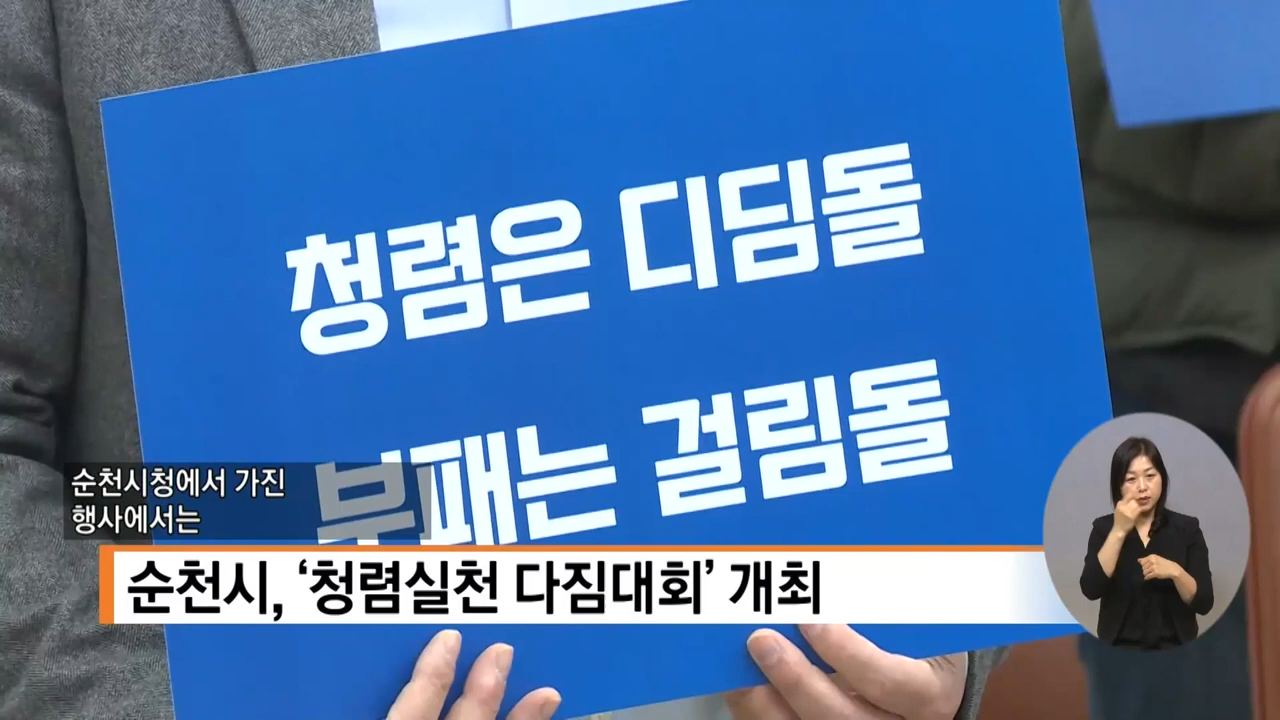 청렴은 디딤돌
부패는 걸림돌
순천시청에서 가진
행사에서는
순천시, ‘청렴실천 다짐대회’ 개최